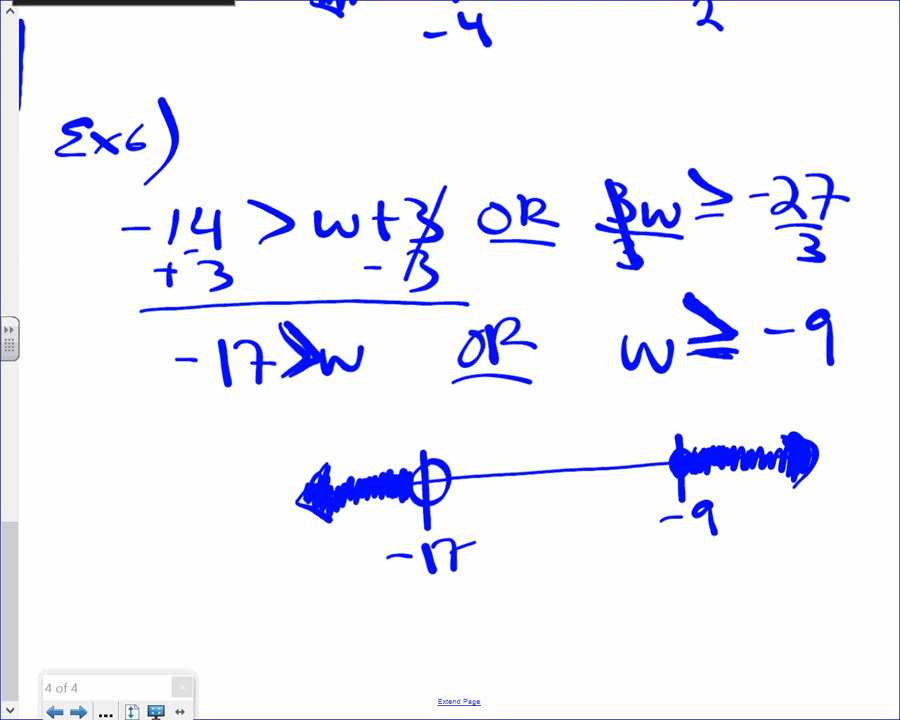 -4 2
Ex6)
-14 > w+3 OR 3w ≥ -27
+ -3 -3 3 3
-17 > w OR w ≥ -9
-17 -9
4 of 4
Extend Page